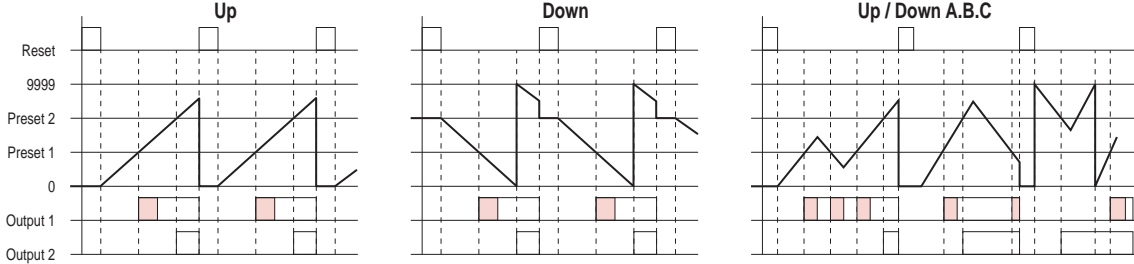 Up
Down
Up / Down A.B.C
Reset
9999
Preset 2
Preset 1
0
Output 1
Output 2